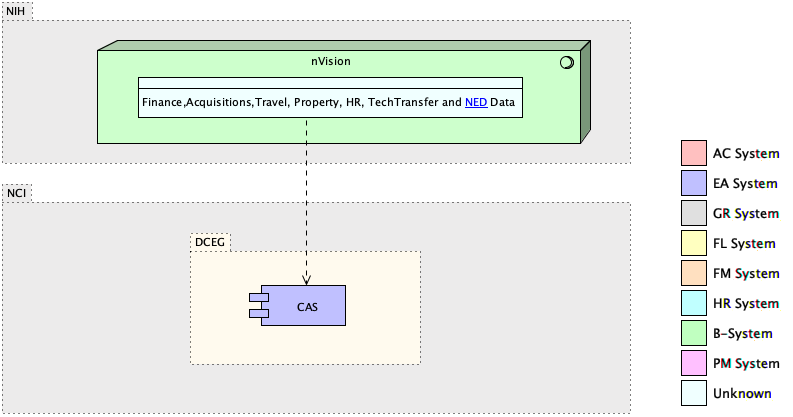 NIH
nVision
Finance,Acquisitions,Travel, Property, HR, TechTransfer and NED Data
NCI
DCEG
CAS
AC System
EA System
GR System
FL System
FM System
HR System
B-System
PM System
Unknown